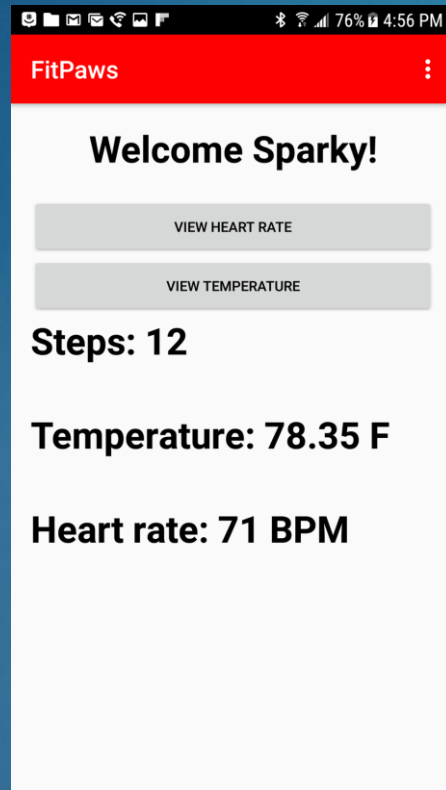 76% 4:56 PM
FitPaws
Welcome Sparky!
VIEW HEART RATE
VIEW TEMPERATURE
Steps: 12
Temperature: 78.35 F
Heart rate: 71 BPM